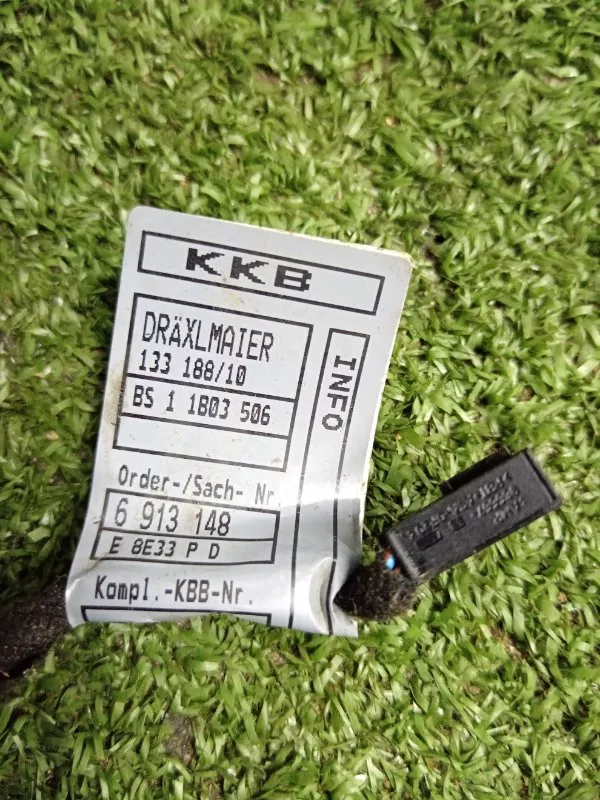 KKB
DRÄXLMAIER
133 188/10
BS 1 1B03 506
INFO
Order-/Sach- Nr.
6 913 148
E 8E33 P D
Kompl.-KBB-Nr.